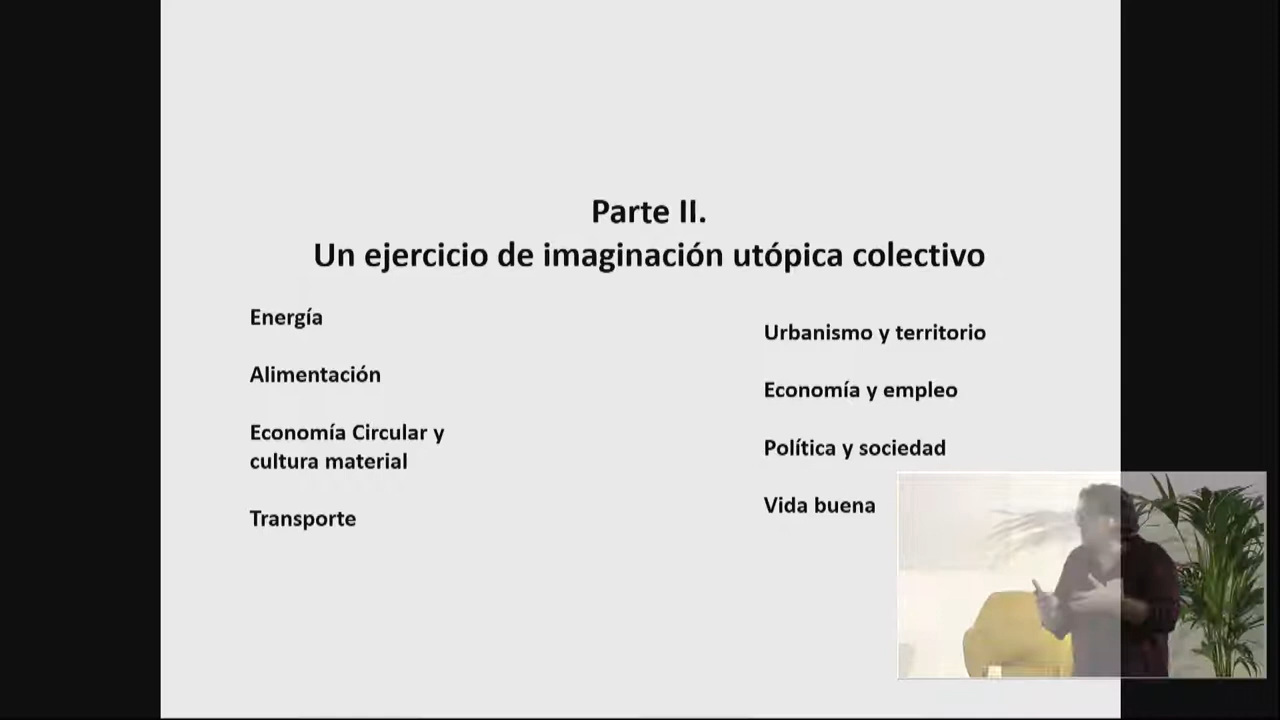 Parte II.
Un ejercicio de imaginación utópica colectivo
Energía
Alimentación
Economía Circular y
cultura material
Transporte
Urbanismo y territorio
Economía y empleo
Política y sociedad
Vida buena